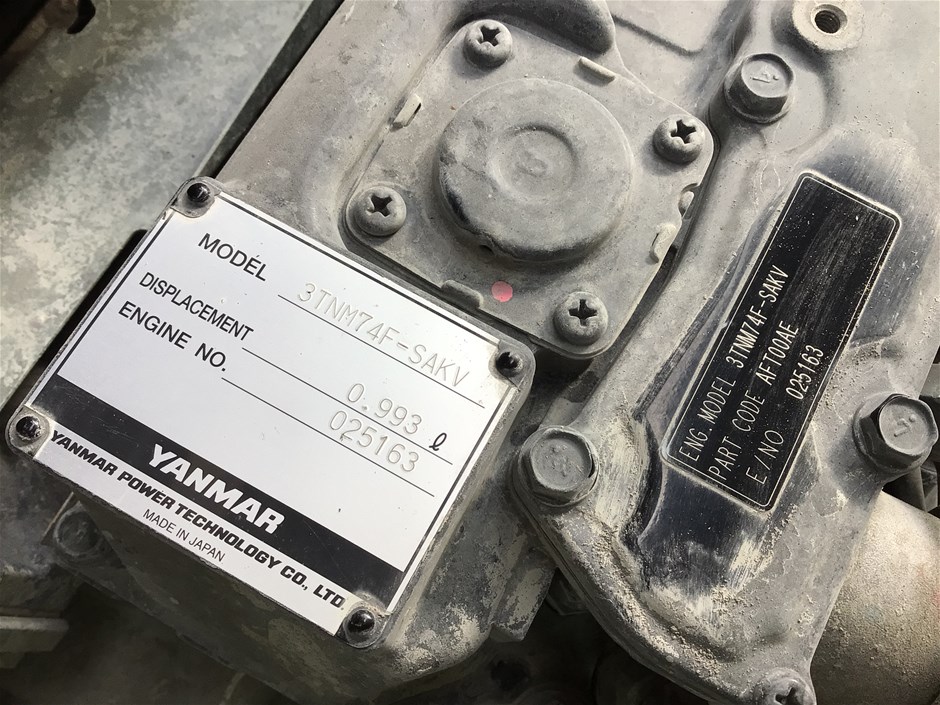 MODEL 3TNM74F-SAKV
DISPLACEMENT 0.993 ℓ
ENGINE NO. 025163
YANMAR
YANMAR POWER TECHNOLOGY CO., LTD.
MADE IN JAPAN
ENG. MODEL 3TNM74F-SAKV
PART CODE AFT00AE
E/NO 025163